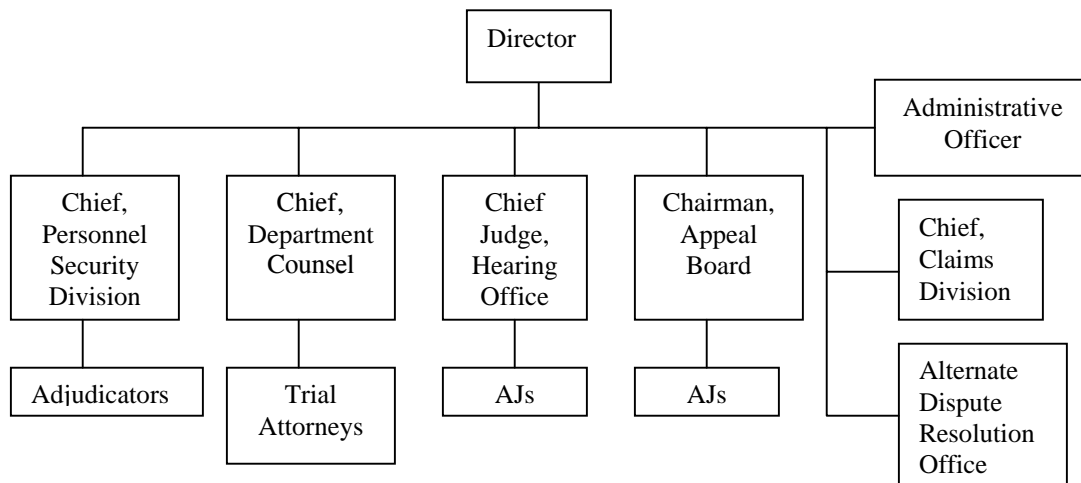 Director
Administrative
Officer
Chief,
Personnel
Security
Division
Chief,
Department
Counsel
Chief
Judge,
Hearing
Office
Chairman,
Appeal
Board
Chief,
Claims
Division
Adjudicators
Trial
Attorneys
AJs
AJs
Alternate
Dispute
Resolution
Office